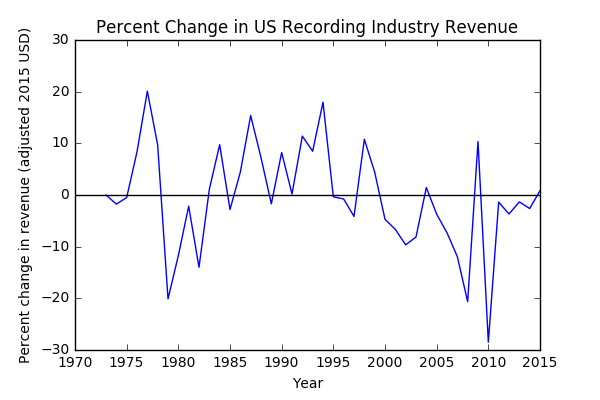 Percent Change in US Recording Industry Revenue
Percent change in revenue (adjusted 2015 USD)
30
20
10
0
−10
−20
−30
1970 1975 1980 1985 1990 1995 2000 2005 2010 2015
Year